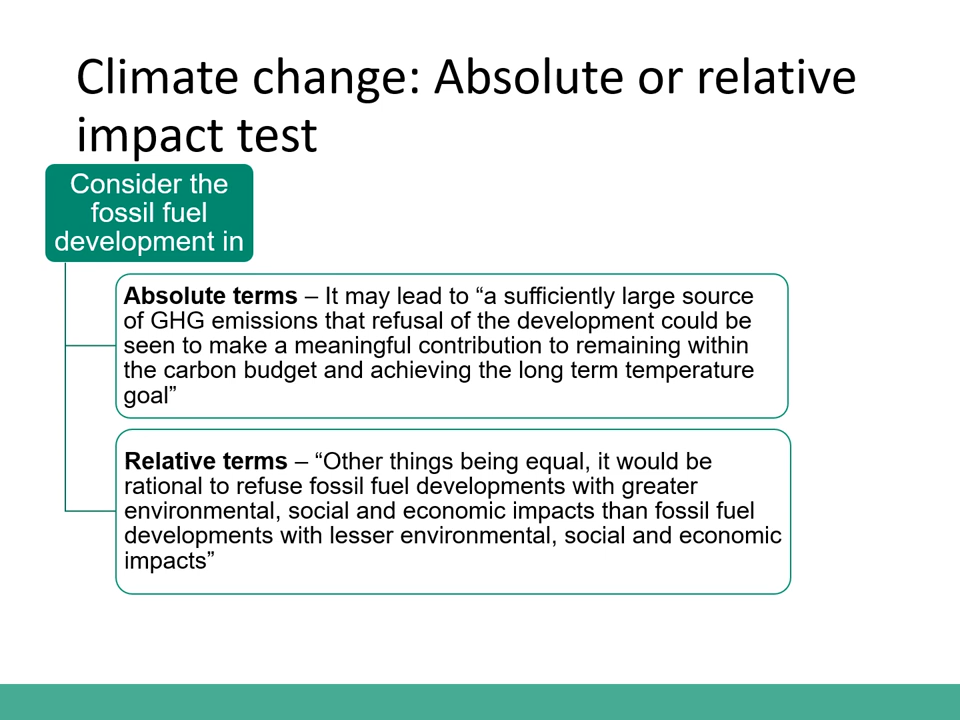 Climate change: Absolute or relative
impact test
Consider the
fossil fuel
development in
Absolute terms – It may lead to “a sufficiently large source
of GHG emissions that refusal of the development could be
seen to make a meaningful contribution to remaining within
the carbon budget and achieving the long term temperature
goal”
Relative terms – “Other things being equal, it would be
rational to refuse fossil fuel developments with greater
environmental, social and economic impacts than fossil fuel
developments with lesser environmental, social and economic
impacts”